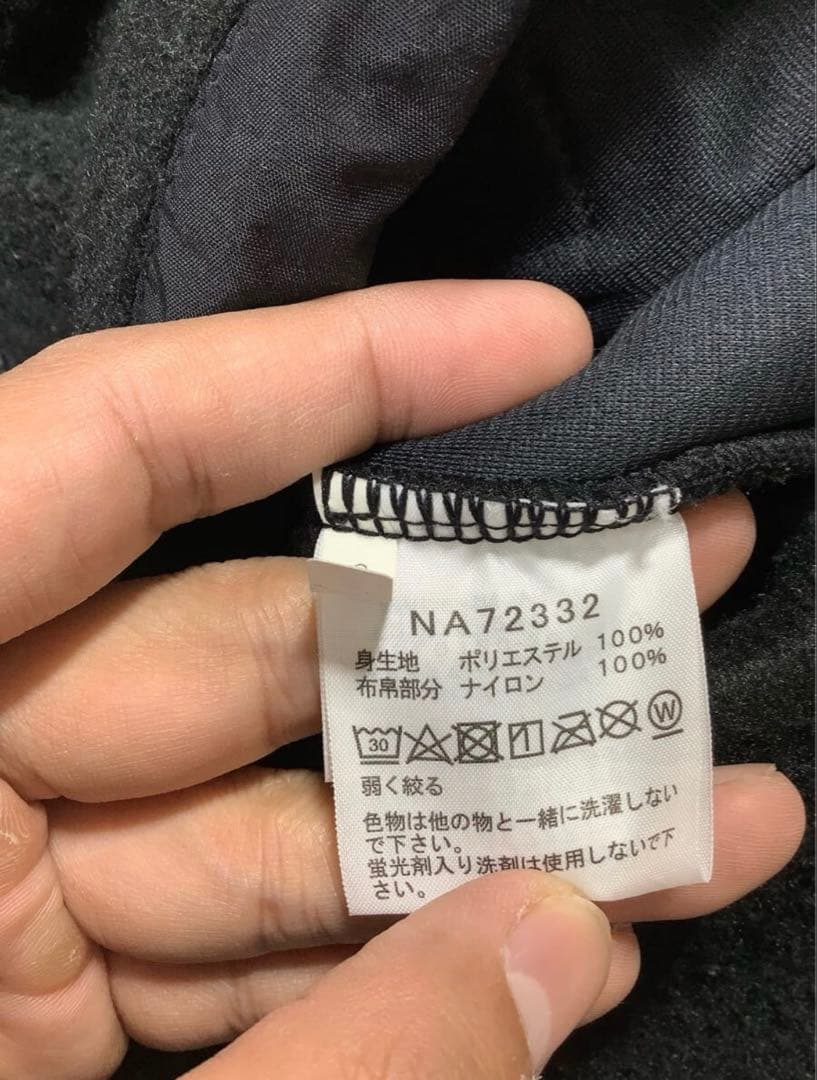 NA72332
身生地 ポリエステル 100%
布帛部分 ナイロン 100%
30 W
弱く絞る
色物は他の物と一緒に洗濯しない
で下さい。
蛍光剤入り洗剤は使用しないで下
さい。